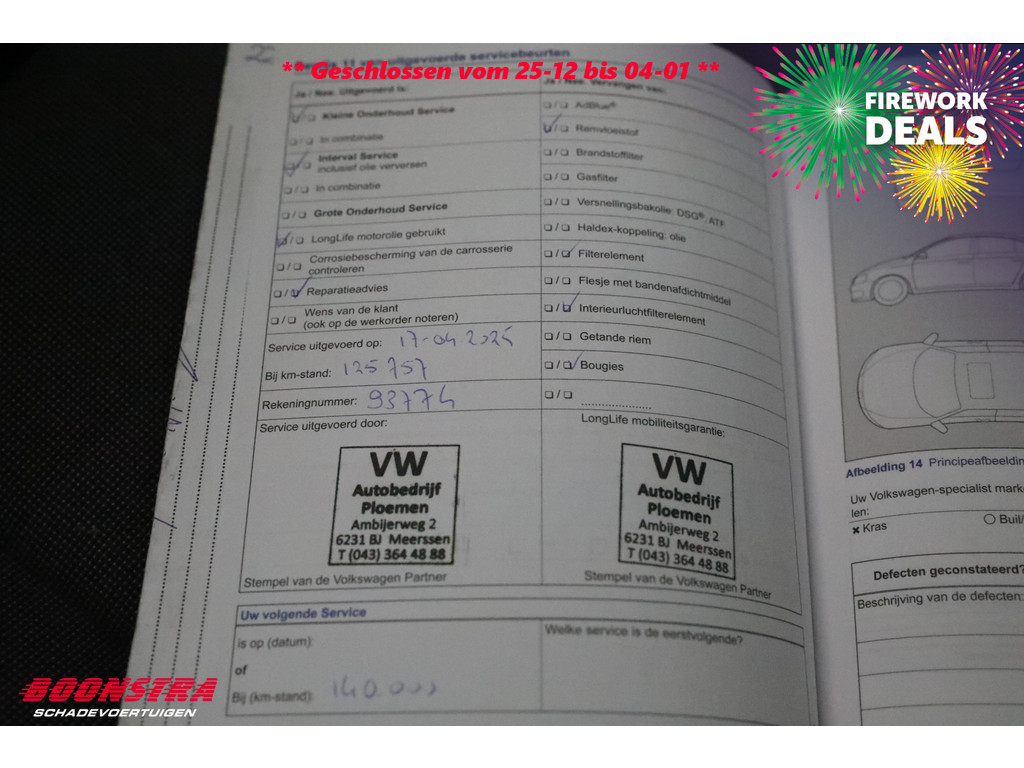 ** Geschlossen vom 25-12 bis 04-01 **
FIREWORK
DEALS
uitgevoerde servicebeurten
Ja / Nee. Uitgevoerd is:
Kleine Onderhoud Service
In combinatie
Interval Service
inclusief olie verversen
In combinatie
Grote Onderhoud Service
LongLife motorolie gebruikt
Corrosiebescherming van de carrosserie
controleren
Reparatieadvies
Wens van de klant
(ook op de werkorder noteren)
Service uitgevoerd op: 17-04 2024
Bij km-stand: 125757
Rekeningnummer: 93774
Service uitgevoerd door:
VW
Autobedrijf
Ploemen
Ambijerweg 2
6231 BJ Meerssen
T (043) 364 48 88
Stempel van de Volkswagen Partner
Ja / Nee. Vervangen van:
AdBlue®
Remvloeistof
Brandstoffilter
Gasfilter
Versnellingsbakolie: DSG®, ATF
Haldex-koppeling: olie
Filterelement
Flesje met bandenafdichtmiddel
Interieurluchtfilterelement
Getande riem
Bougies
LongLife mobiliteitsgarantie:
VW
Autobedrijf
Ploemen
Ambijerweg 2
6231 BJ Meerssen
T (043) 364 48 88
Stempel van de Volkswagen Partner
Uw volgende Service
is op (datum):
of
Bij (km-stand): 140.000
Welke service is de eerstvolgende?
Afbeelding 14 Principeafbeeldin
Uw Volkswagen-specialist mark
len:
× Kras
Buil/
Defecten geconstateerd?
Beschrijving van de defecten:
BOONSTRA
SCHADEVOERTUIGEN